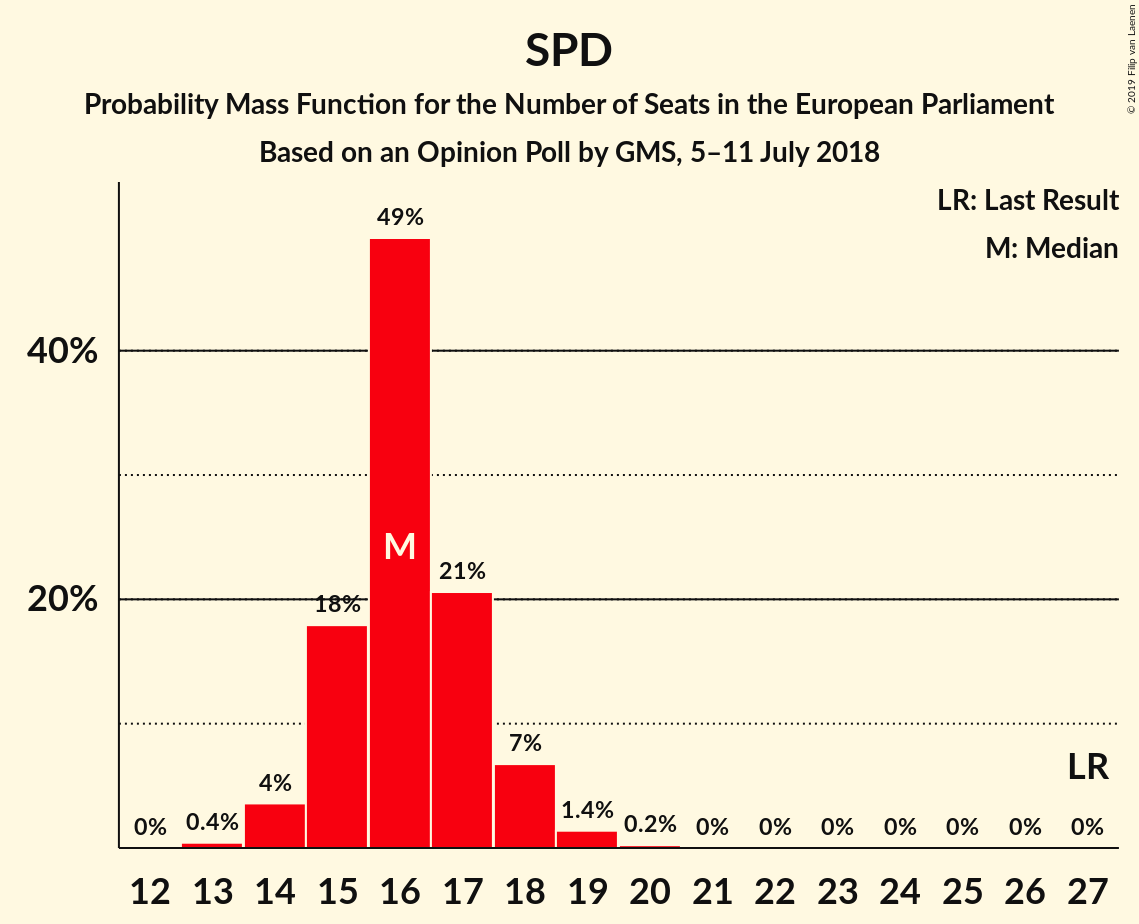 SPD
Probability Mass Function for the Number of Seats in the European Parliament
Based on an Opinion Poll by GMS, 5–11 July 2018
© 2019 Filip van Laenen
LR: Last Result
M: Median
40%
20%
0%
0.4%
4%
18%
49%
M
21%
7%
1.4%
0.2%
0%
0%
0%
0%
0%
0%
0%
LR
12 13 14 15 16 17 18 19 20 21 22 23 24 25 26 27